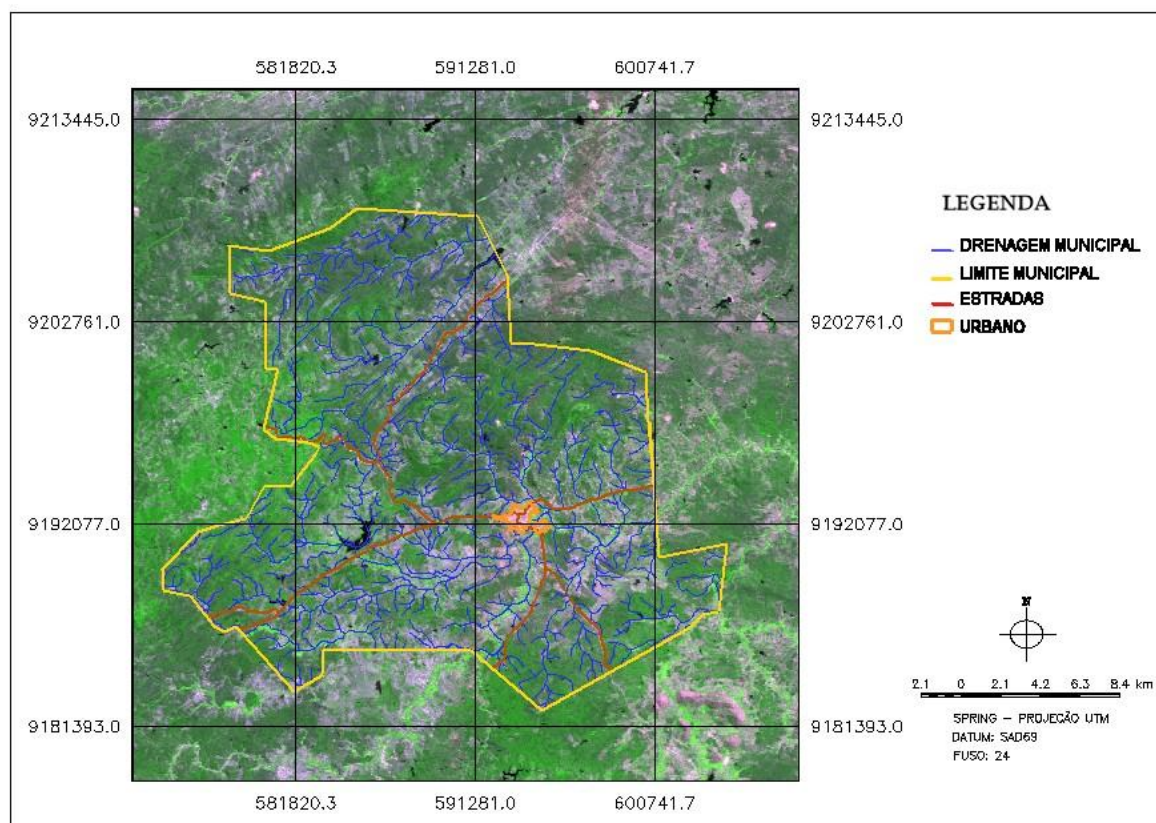 581820.3 591281.0 600741.7
9213445.0 9213445.0
LEGENDA
DRENAGEM MUNICIPAL
LIMITE MUNICIPAL
ESTRADAS
URBANO
9202761.0 9202761.0
9192077.0 9192077.0
N
2.1 0 2.1 4.2 6.3 8.4 km
SPRING - PROJEÇÃO UTM
DATUM: SAD69
FUSO: 24
9181393.0 9181393.0
581820.3 591281.0 600741.7